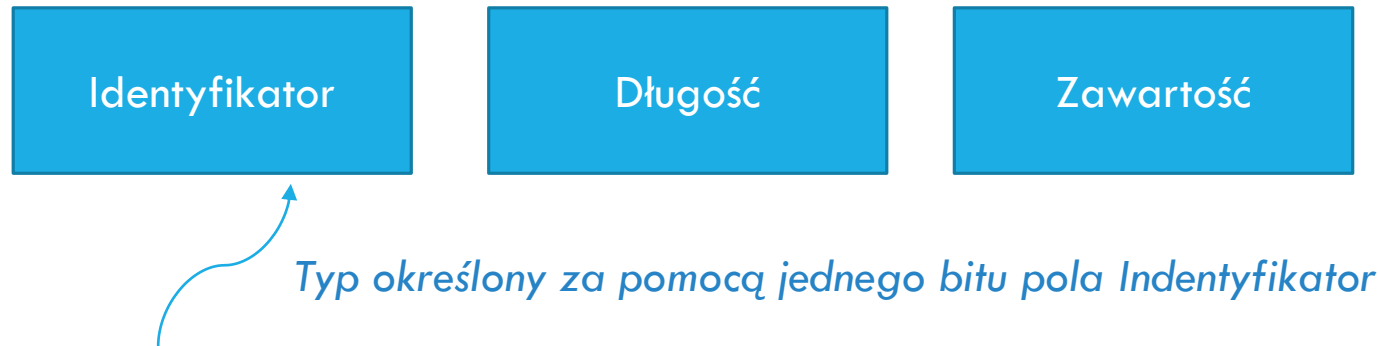 Identyfikator
Długość
Zawartość
Typ określony za pomocą jednego bitu pola Indentyfikator